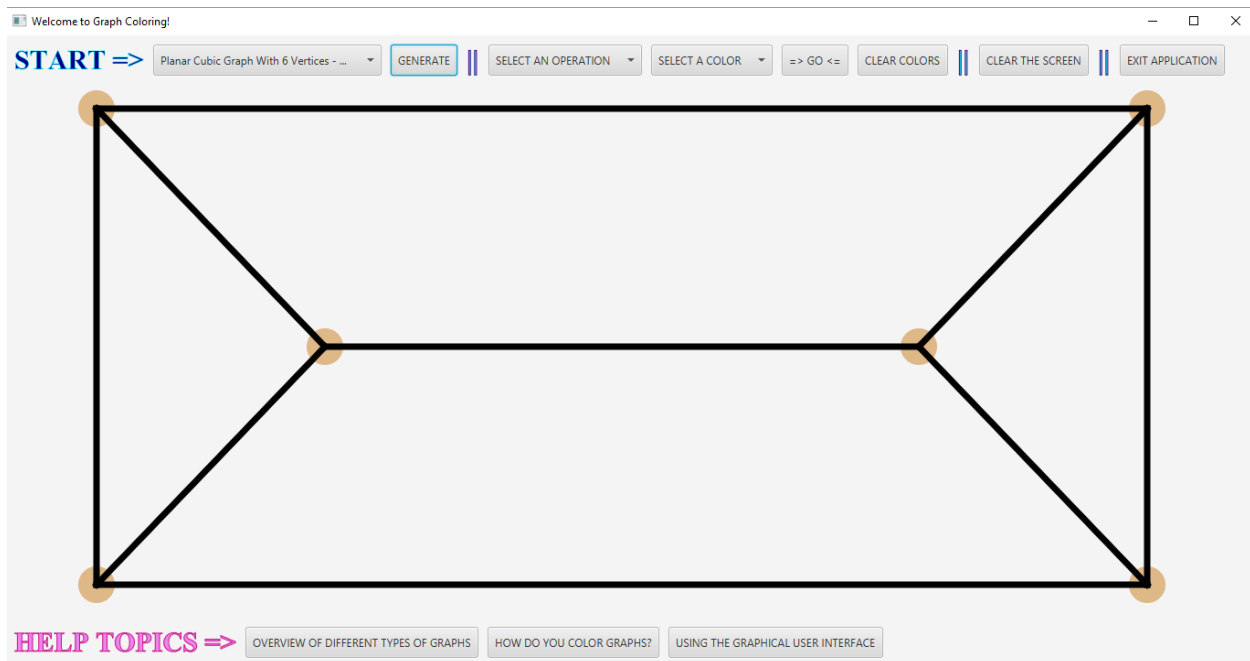 Welcome to Graph Coloring!
START => Planar Cubic Graph With 6 Vertices - ... GENERATE || SELECT AN OPERATION SELECT A COLOR => GO <= CLEAR COLORS || CLEAR THE SCREEN || EXIT APPLICATION
HELP TOPICS => OVERVIEW OF DIFFERENT TYPES OF GRAPHS HOW DO YOU COLOR GRAPHS? USING THE GRAPHICAL USER INTERFACE